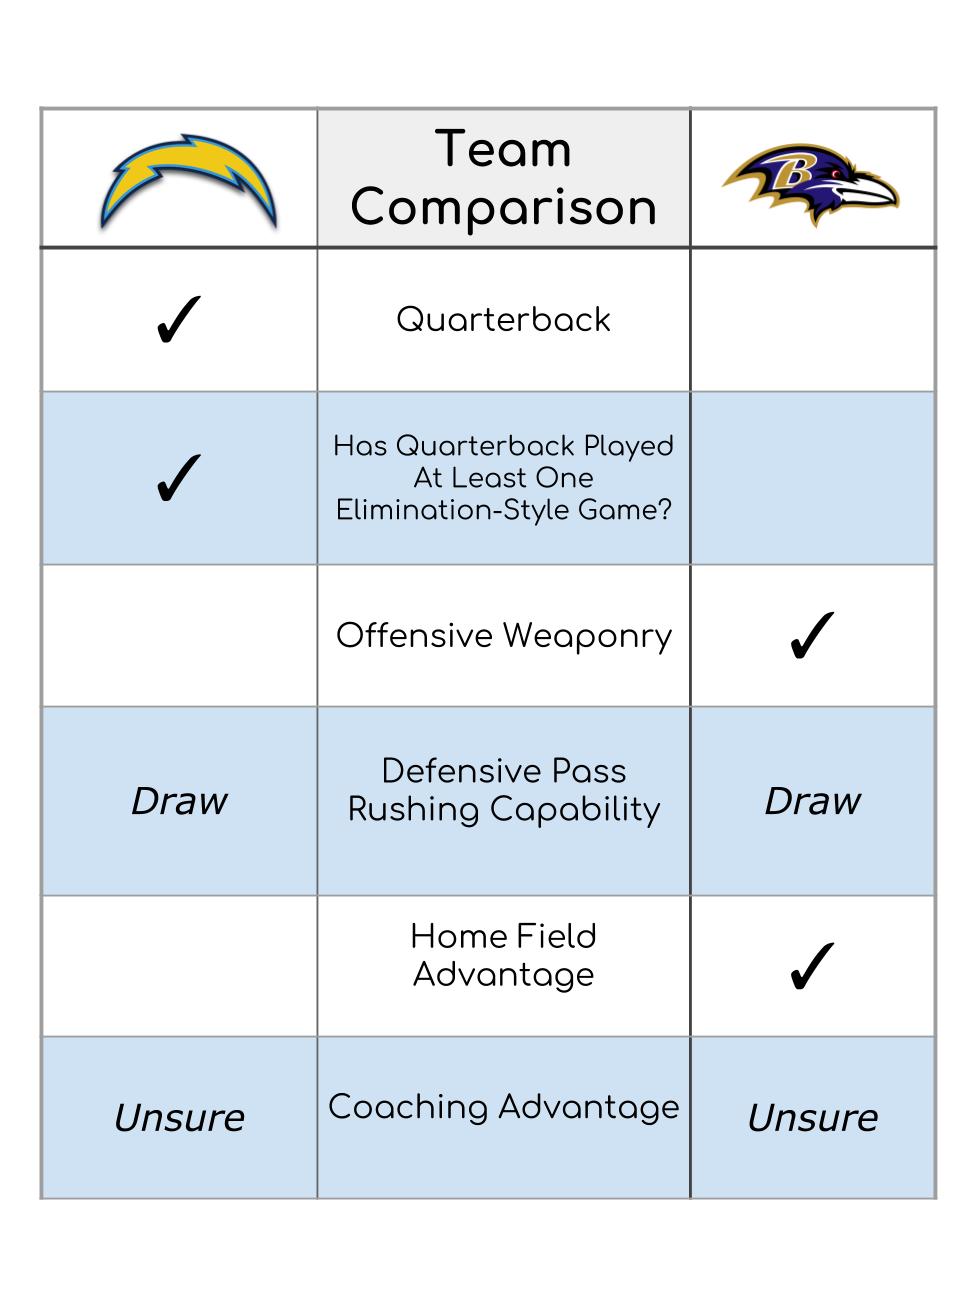 Team
Comparison
B
✓
Quarterback
✓
Has Quarterback Played
At Least One
Elimination-Style Game?
Offensive Weaponry
✓
Draw
Defensive Pass
Rushing Capability
Draw
Home Field
Advantage
✓
Unsure
Coaching Advantage
Unsure